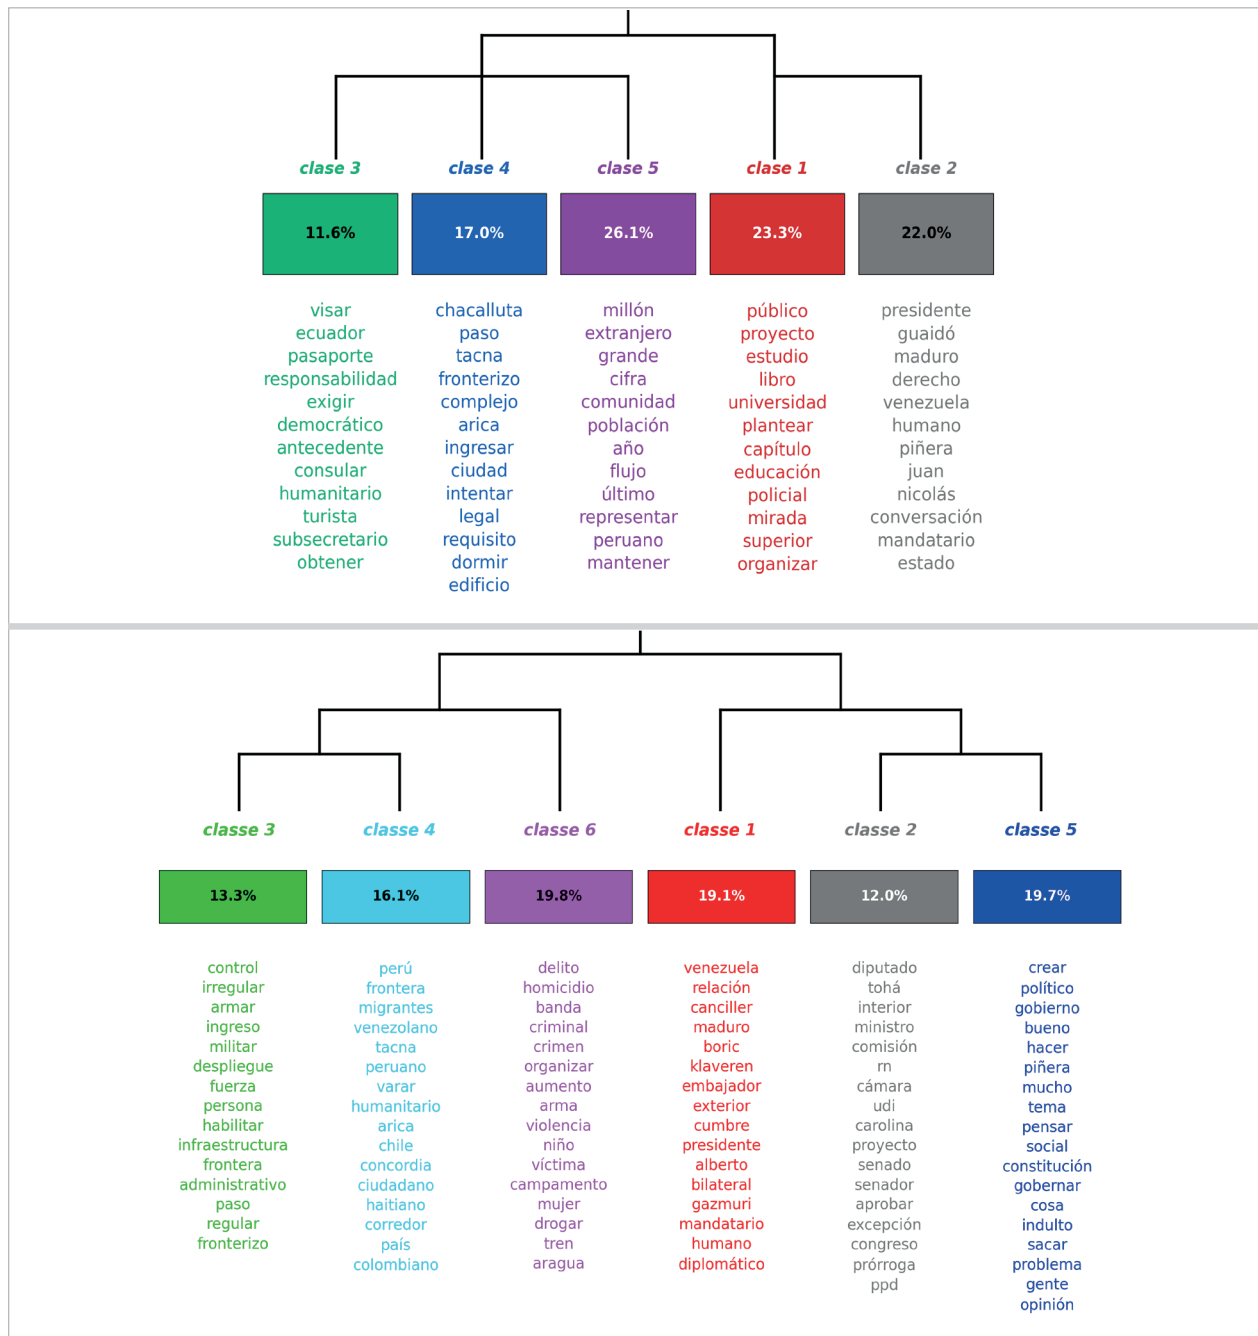 clase 3
clase 4
clase 5
clase 1
clase 2
11.6%
17.0%
26.1%
23.3%
22.0%
visar
ecuador
pasaporte
responsabilidad
exigir
democrático
antecedente
consular
humanitario
turista
subsecretario
obtener
chacalluta
paso
tacna
fronterizo
complejo
arica
ingresar
ciudad
intentar
legal
requisito
dormir
edificio
millón
extranjero
grande
cifra
comunidad
población
año
flujo
último
representar
peruano
mantener
público
proyecto
estudio
libro
universidad
plantear
capítulo
educación
policial
mirada
superior
organizar
presidente
guaidó
maduro
derecho
venezuela
humano
piñera
juan
nicolás
conversación
mandatario
estado
classe 3
classe 4
classe 6
classe 1
classe 2
classe 5
13.3%
16.1%
19.8%
19.1%
12.0%
19.7%
control
irregular
armar
ingreso
militar
despliegue
fuerza
persona
habilitar
infraestructura
frontera
administrativo
paso
regular
fronterizo
perú
frontera
migrantes
venezolano
tacna
peruano
varar
humanitario
arica
chile
concordia
ciudadano
haitiano
corredor
país
colombiano
delito
homicidio
banda
criminal
crimen
organizar
aumento
arma
violencia
niño
víctima
campamento
mujer
drogar
tren
aragua
venezuela
relación
canciller
maduro
boric
klaveren
embajador
exterior
cumbre
presidente
alberto
bilateral
gazmuri
mandatario
humano
diplomático
diputado
tohá
interior
ministro
comisión
rn
cámara
udi
carolina
proyecto
senado
senador
aprobar
excepción
congreso
prórroga
ppd
crear
político
gobierno
bueno
hacer
piñera
mucho
tema
pensar
social
constitución
gobernar
cosa
indulto
sacar
problema
gente
opinión